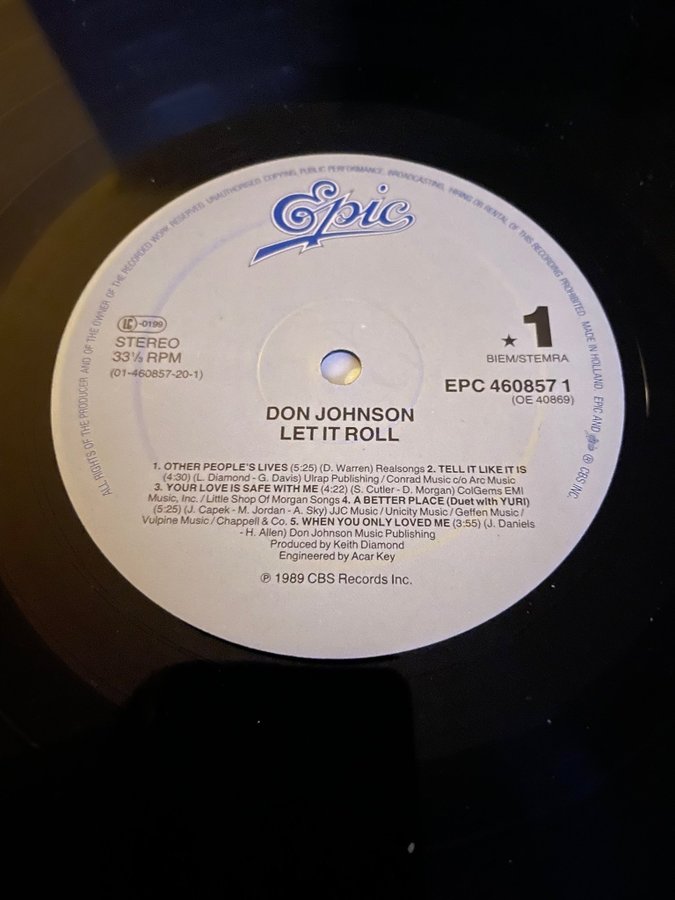 ALL RIGHTS OF THE PRODUCER AND OF THE OWNER OF THE RECORDED WORK RESERVED. UNAUTHORISED COPYING, PUBLIC PERFORMANCE, BROADCASTING, HIRING OR RENTAL OF THIS RECORDING PROHIBITED. MADE IN HOLLAND. EPIC AND Epic ® CBS INC.
Epic
LC -0199
STEREO
33⅓ RPM
(01-460857-20-1)
★ 1
BIEM/STEMRA
EPC 460857 1
(OE 40869)
DON JOHNSON
LET IT ROLL
1. OTHER PEOPLE'S LIVES (5:25) (D. Warren) Realsongs 2. TELL IT LIKE IT IS
(4:30) (L. Diamond - G. Davis) Ulrap Publishing / Conrad Music c/o Arc Music
3. YOUR LOVE IS SAFE WITH ME (4:22) (S. Cutler - D. Morgan) ColGems EMI
Music, Inc. / Little Shop Of Morgan Songs 4. A BETTER PLACE (Duet with YURI)
(5:25) (J. Capek - M. Jordan - A. Sky) JJC Music / Unicity Music / Geffen Music /
Vulpine Music / Chappell & Co. 5. WHEN YOU ONLY LOVED ME (3:55) (J. Daniels
- H. Allen) Don Johnson Music Publishing
Produced by Keith Diamond
Engineered by Acar Key
℗ 1989 CBS Records Inc.